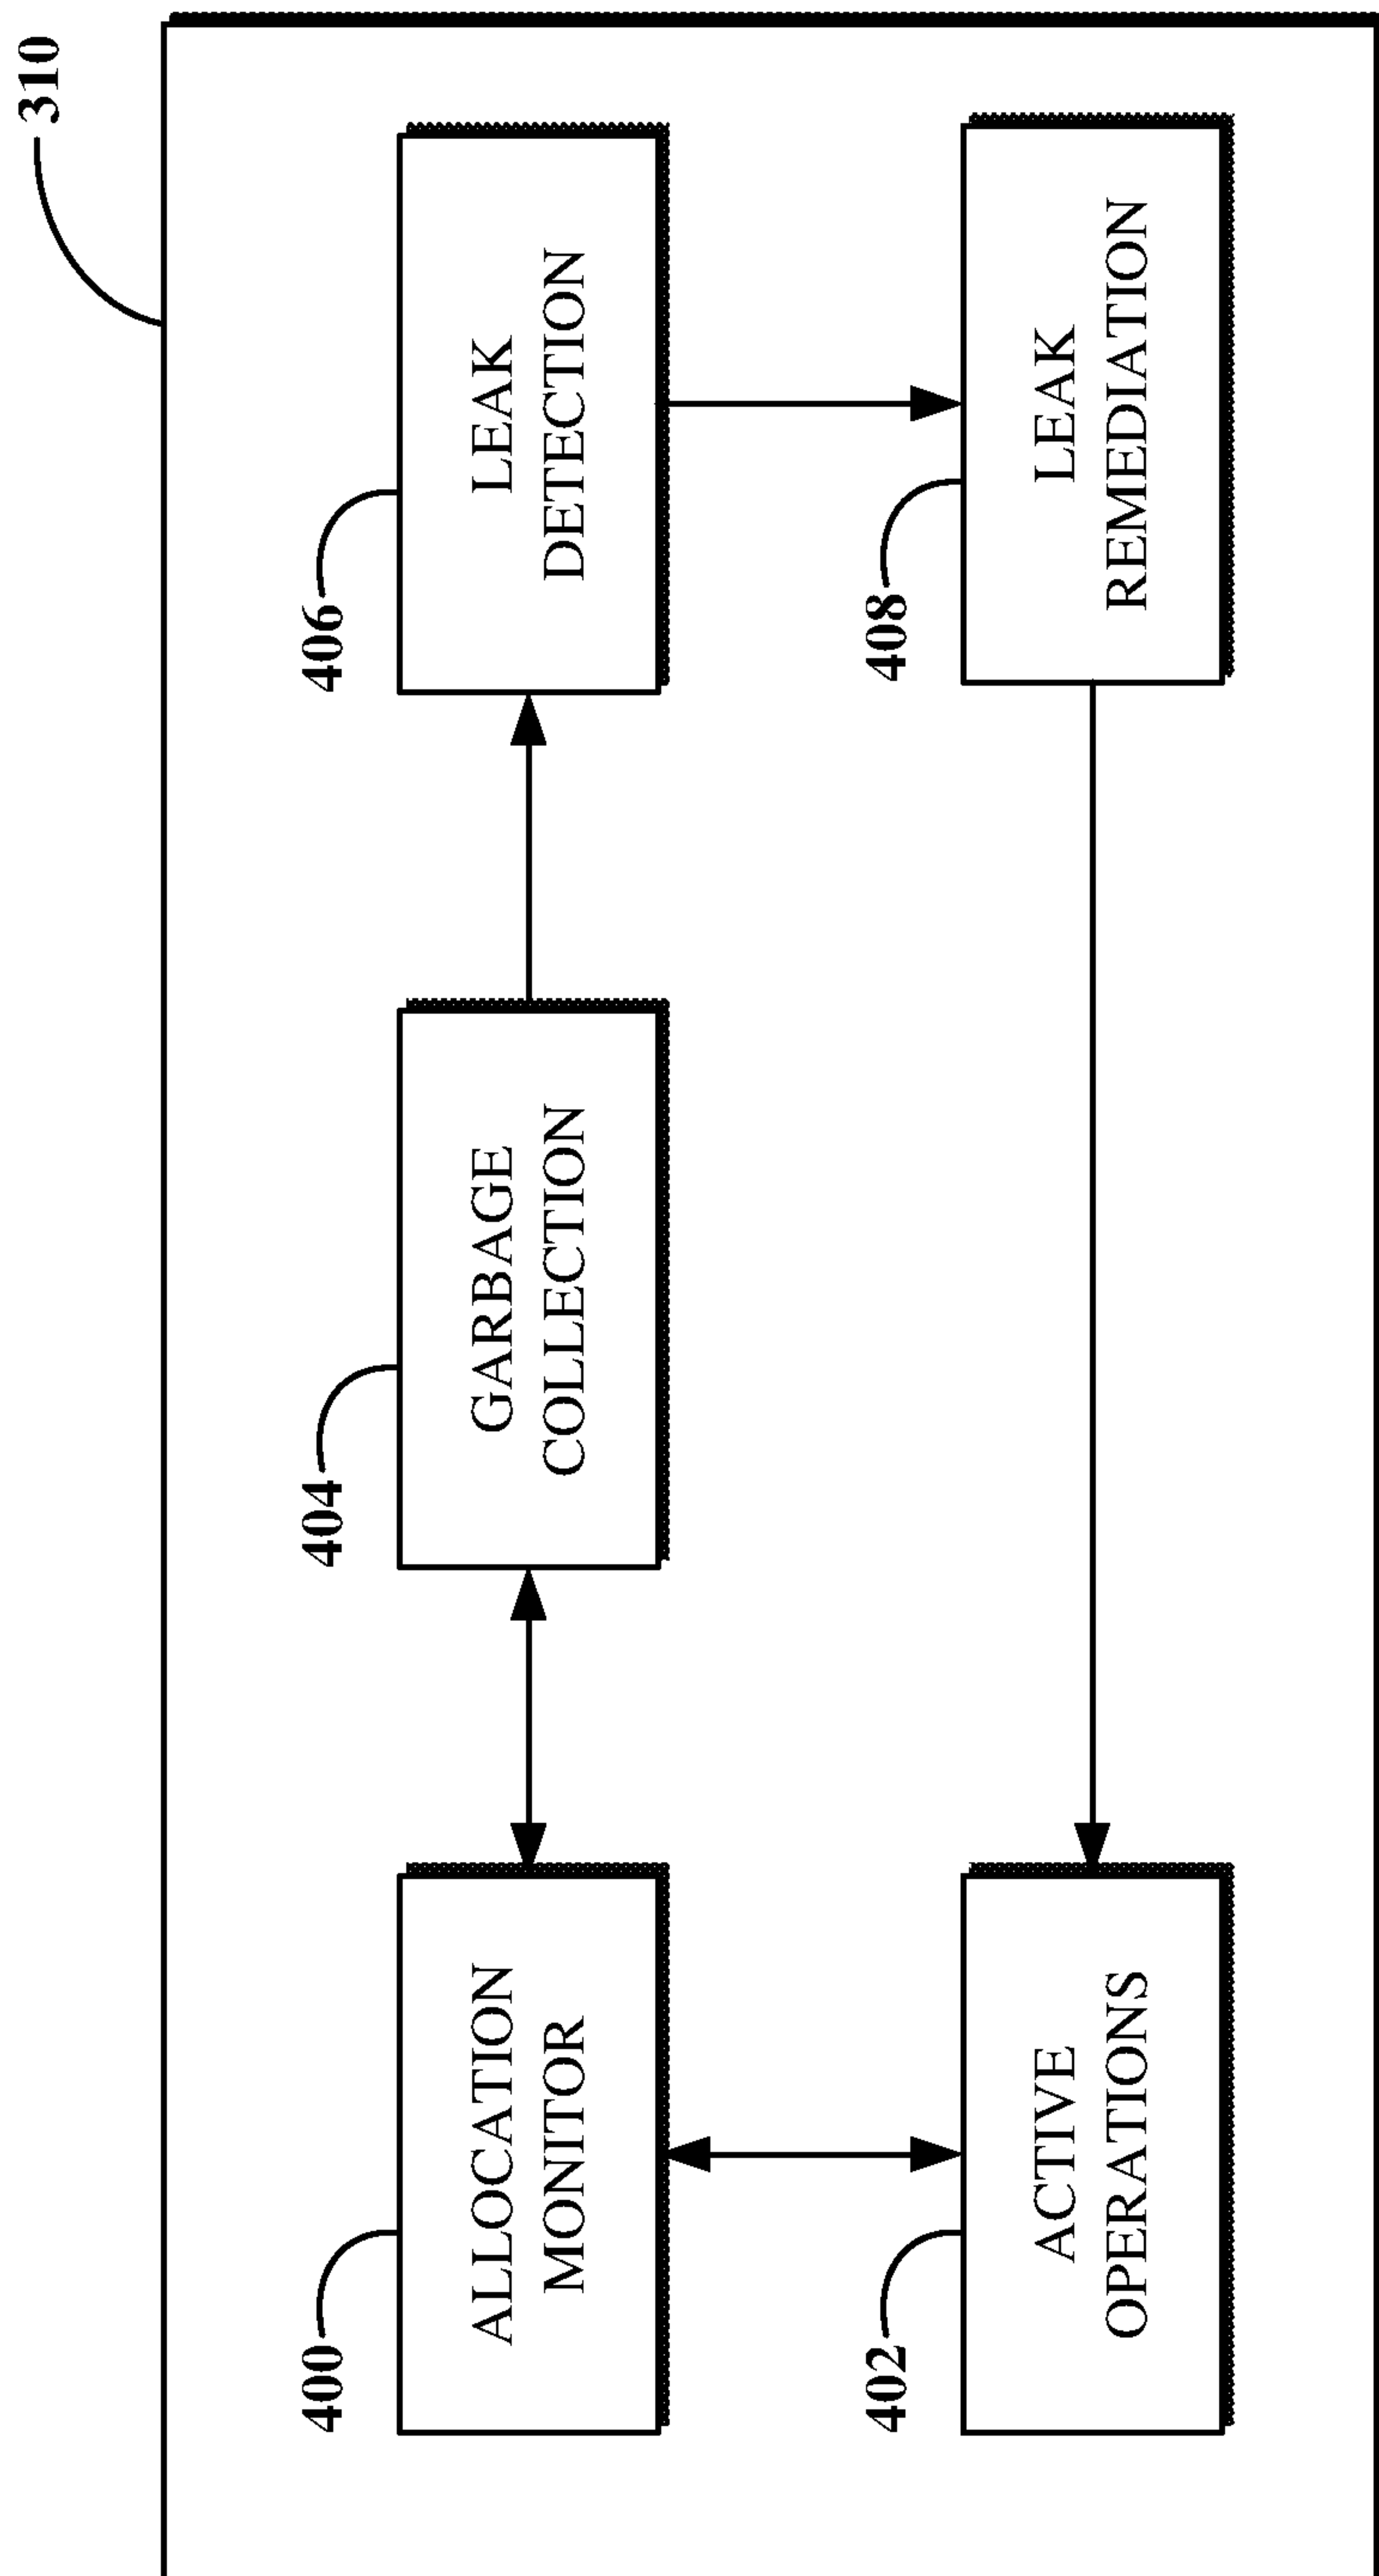 310
400
ALLOCATION
MONITOR
404
GARBAGE
COLLECTION
406
LEAK
DETECTION
402
ACTIVE
OPERATIONS
408
LEAK
REMEDIATION